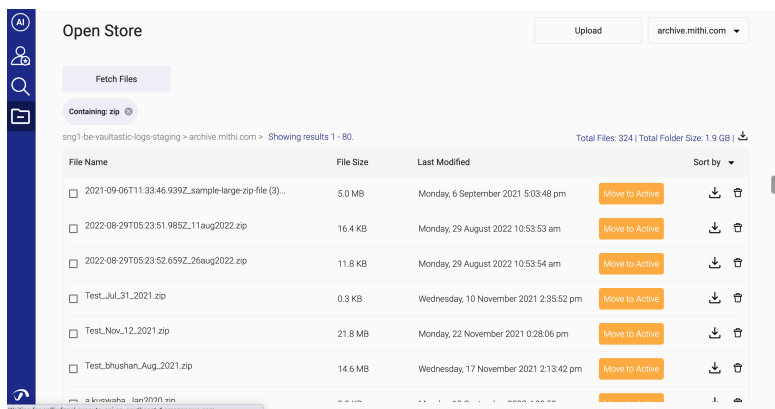 AI
Open Store
Upload
archive.mithi.com
Fetch Files
Containing: zip
sng1-be-vaultastic-logs-staging > archive.mithi.com > Showing results 1 - 80.
Total Files: 324 | Total Folder Size: 1.9 GB |
File Name File Size Last Modified Sort by
2021-09-06T11:33:46.939Z_sample-large-zip-file (3)... 5.0 MB Monday, 6 September 2021 5:03:48 pm Move to Active
2022-08-29T05:23:51.985Z_11aug2022.zip 16.4 KB Monday, 29 August 2022 10:53:53 am Move to Active
2022-08-29T05:23:52.659Z_26aug2022.zip 11.8 KB Monday, 29 August 2022 10:53:54 am Move to Active
Test_Jul_31_2021.zip 0.3 KB Wednesday, 10 November 2021 2:35:52 pm Move to Active
Test_Nov_12_2021.zip 21.8 MB Monday, 22 November 2021 0:28:06 pm Move to Active
Test_bhushan_Aug_2021.zip 14.6 MB Wednesday, 17 November 2021 2:13:42 pm Move to Active
a.kuswaha_Jan2020.zip